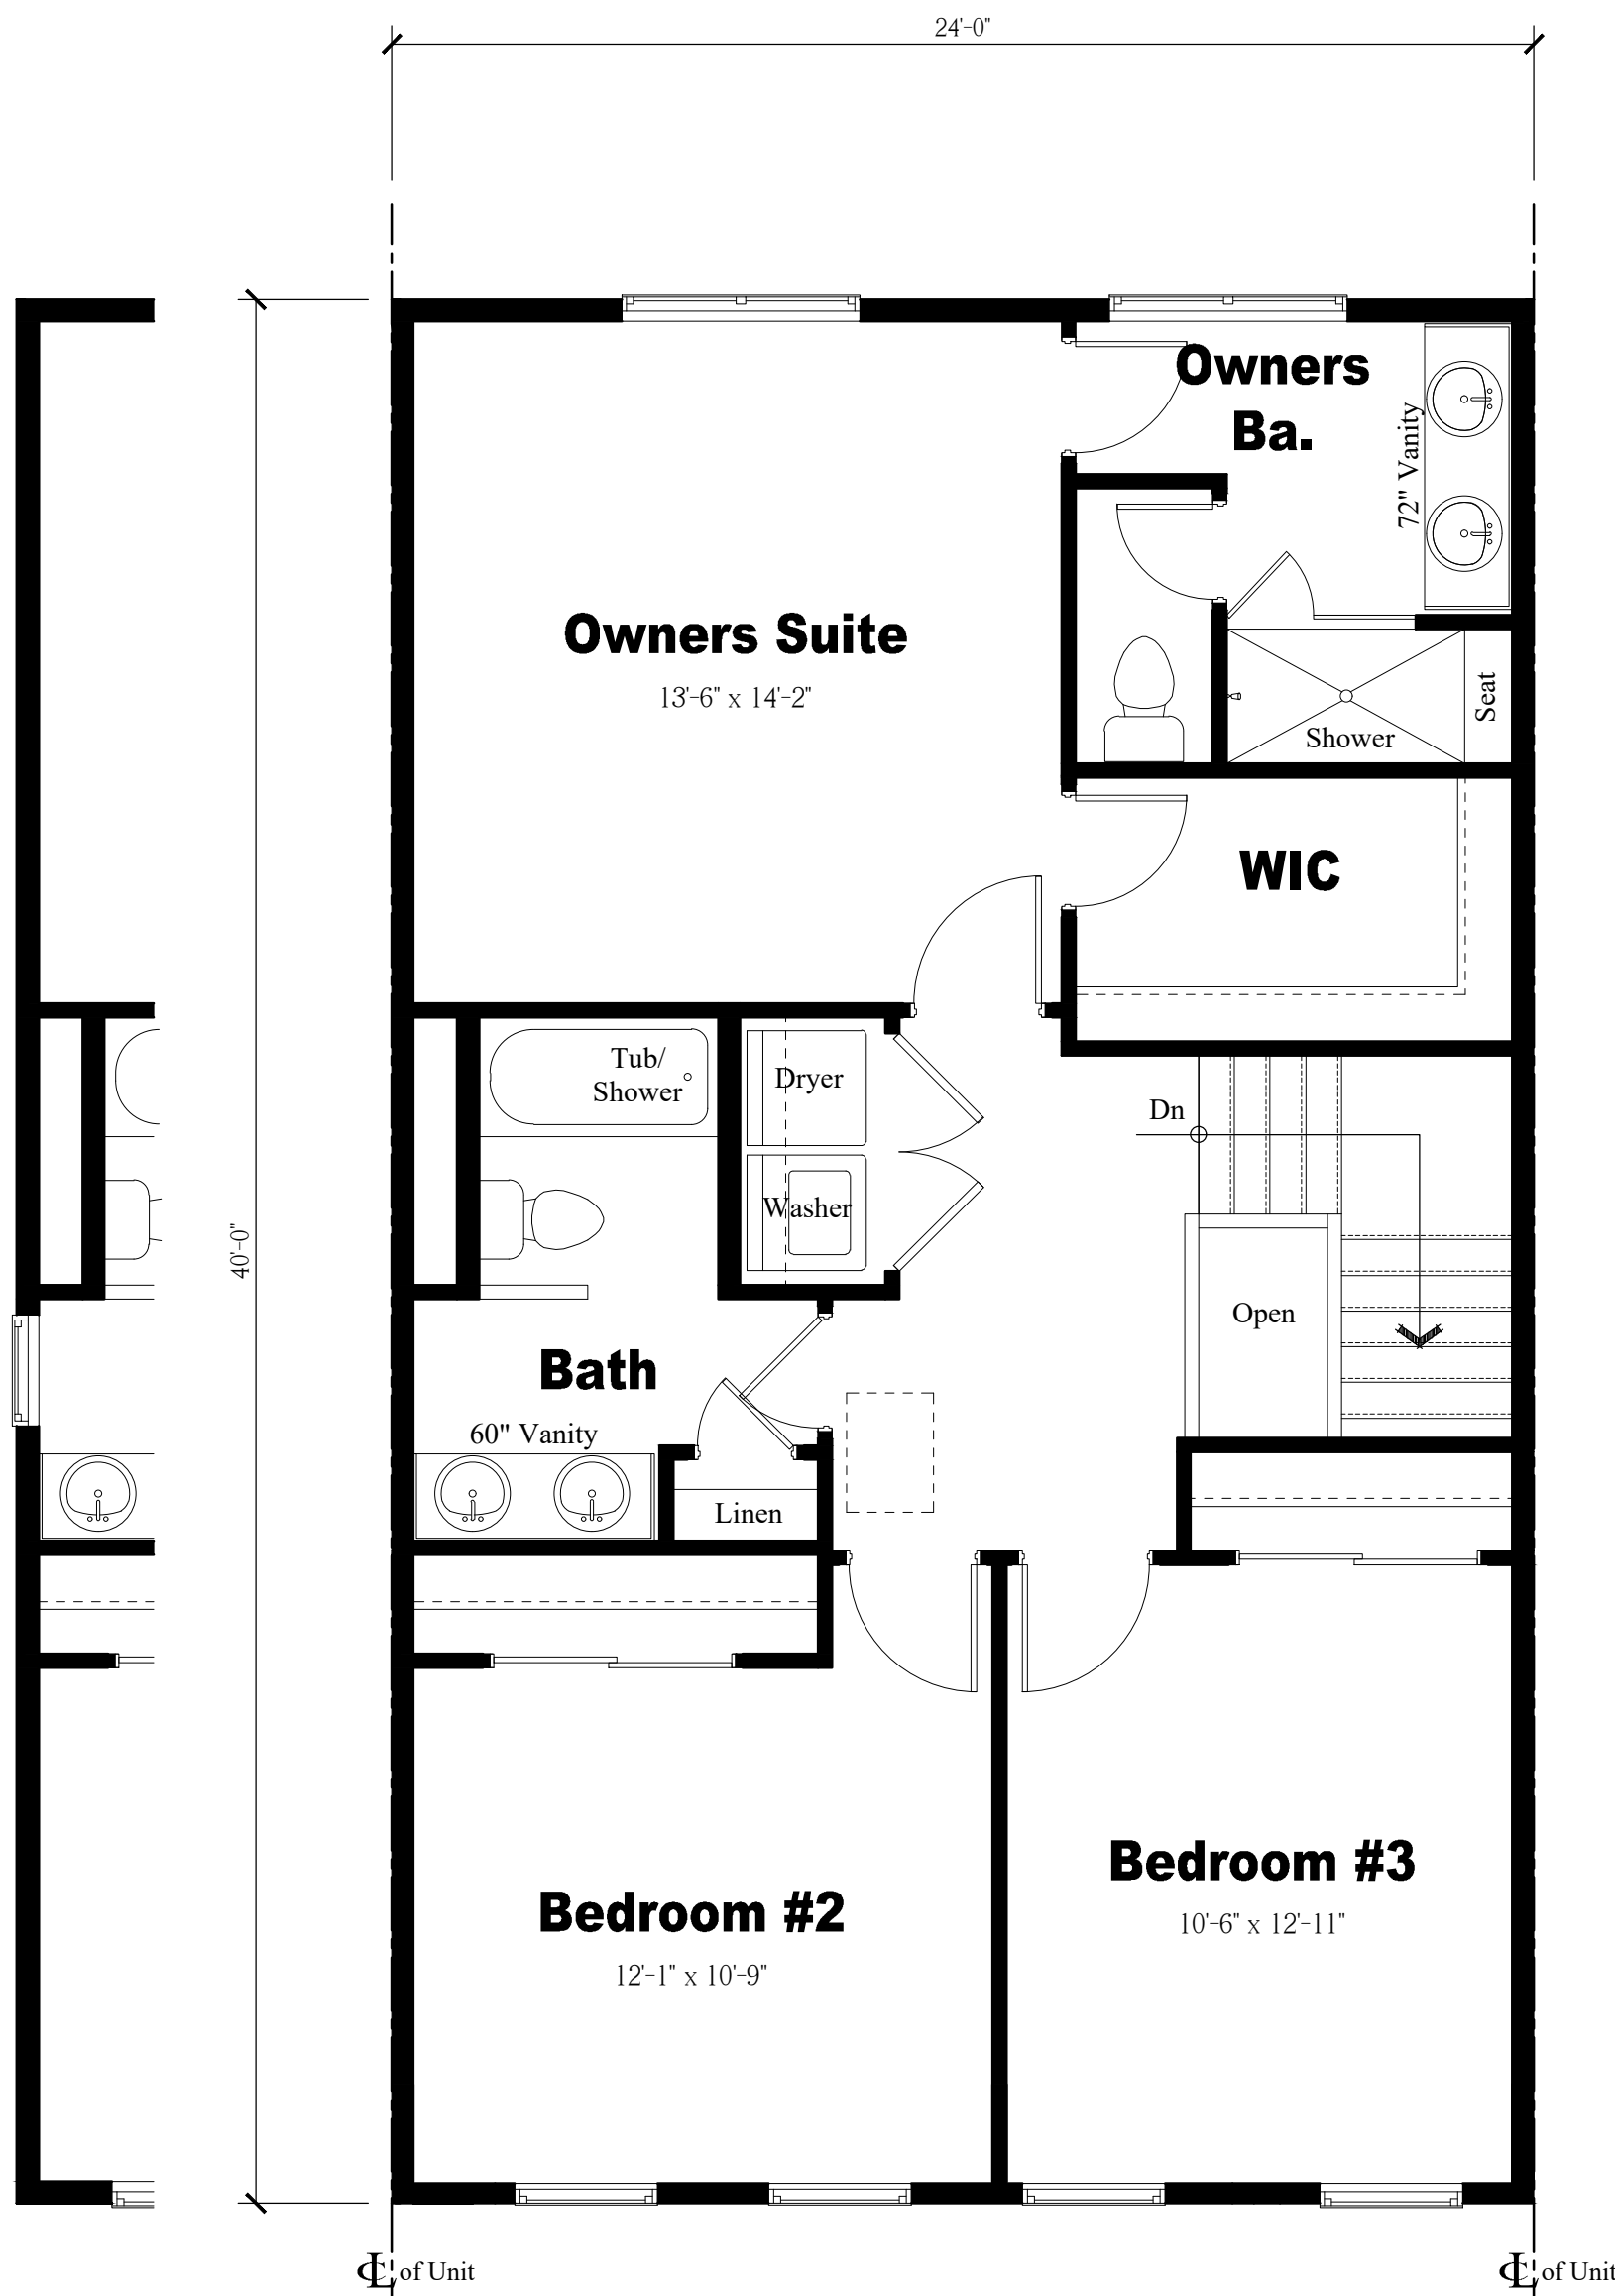 24'-0"
Owners
Ba.
72" Vanity
Owners Suite
13'-6" x 14'-2"
Seat
Shower
WIC
Tub/
Shower
Dryer
Dn
Washer
40'-0"
Open
Bath
60" Vanity
Linen
Bedroom #3
10'-6" x 12'-11"
Bedroom #2
12'-1" x 10'-9"
℄ of Unit
℄ of Unit